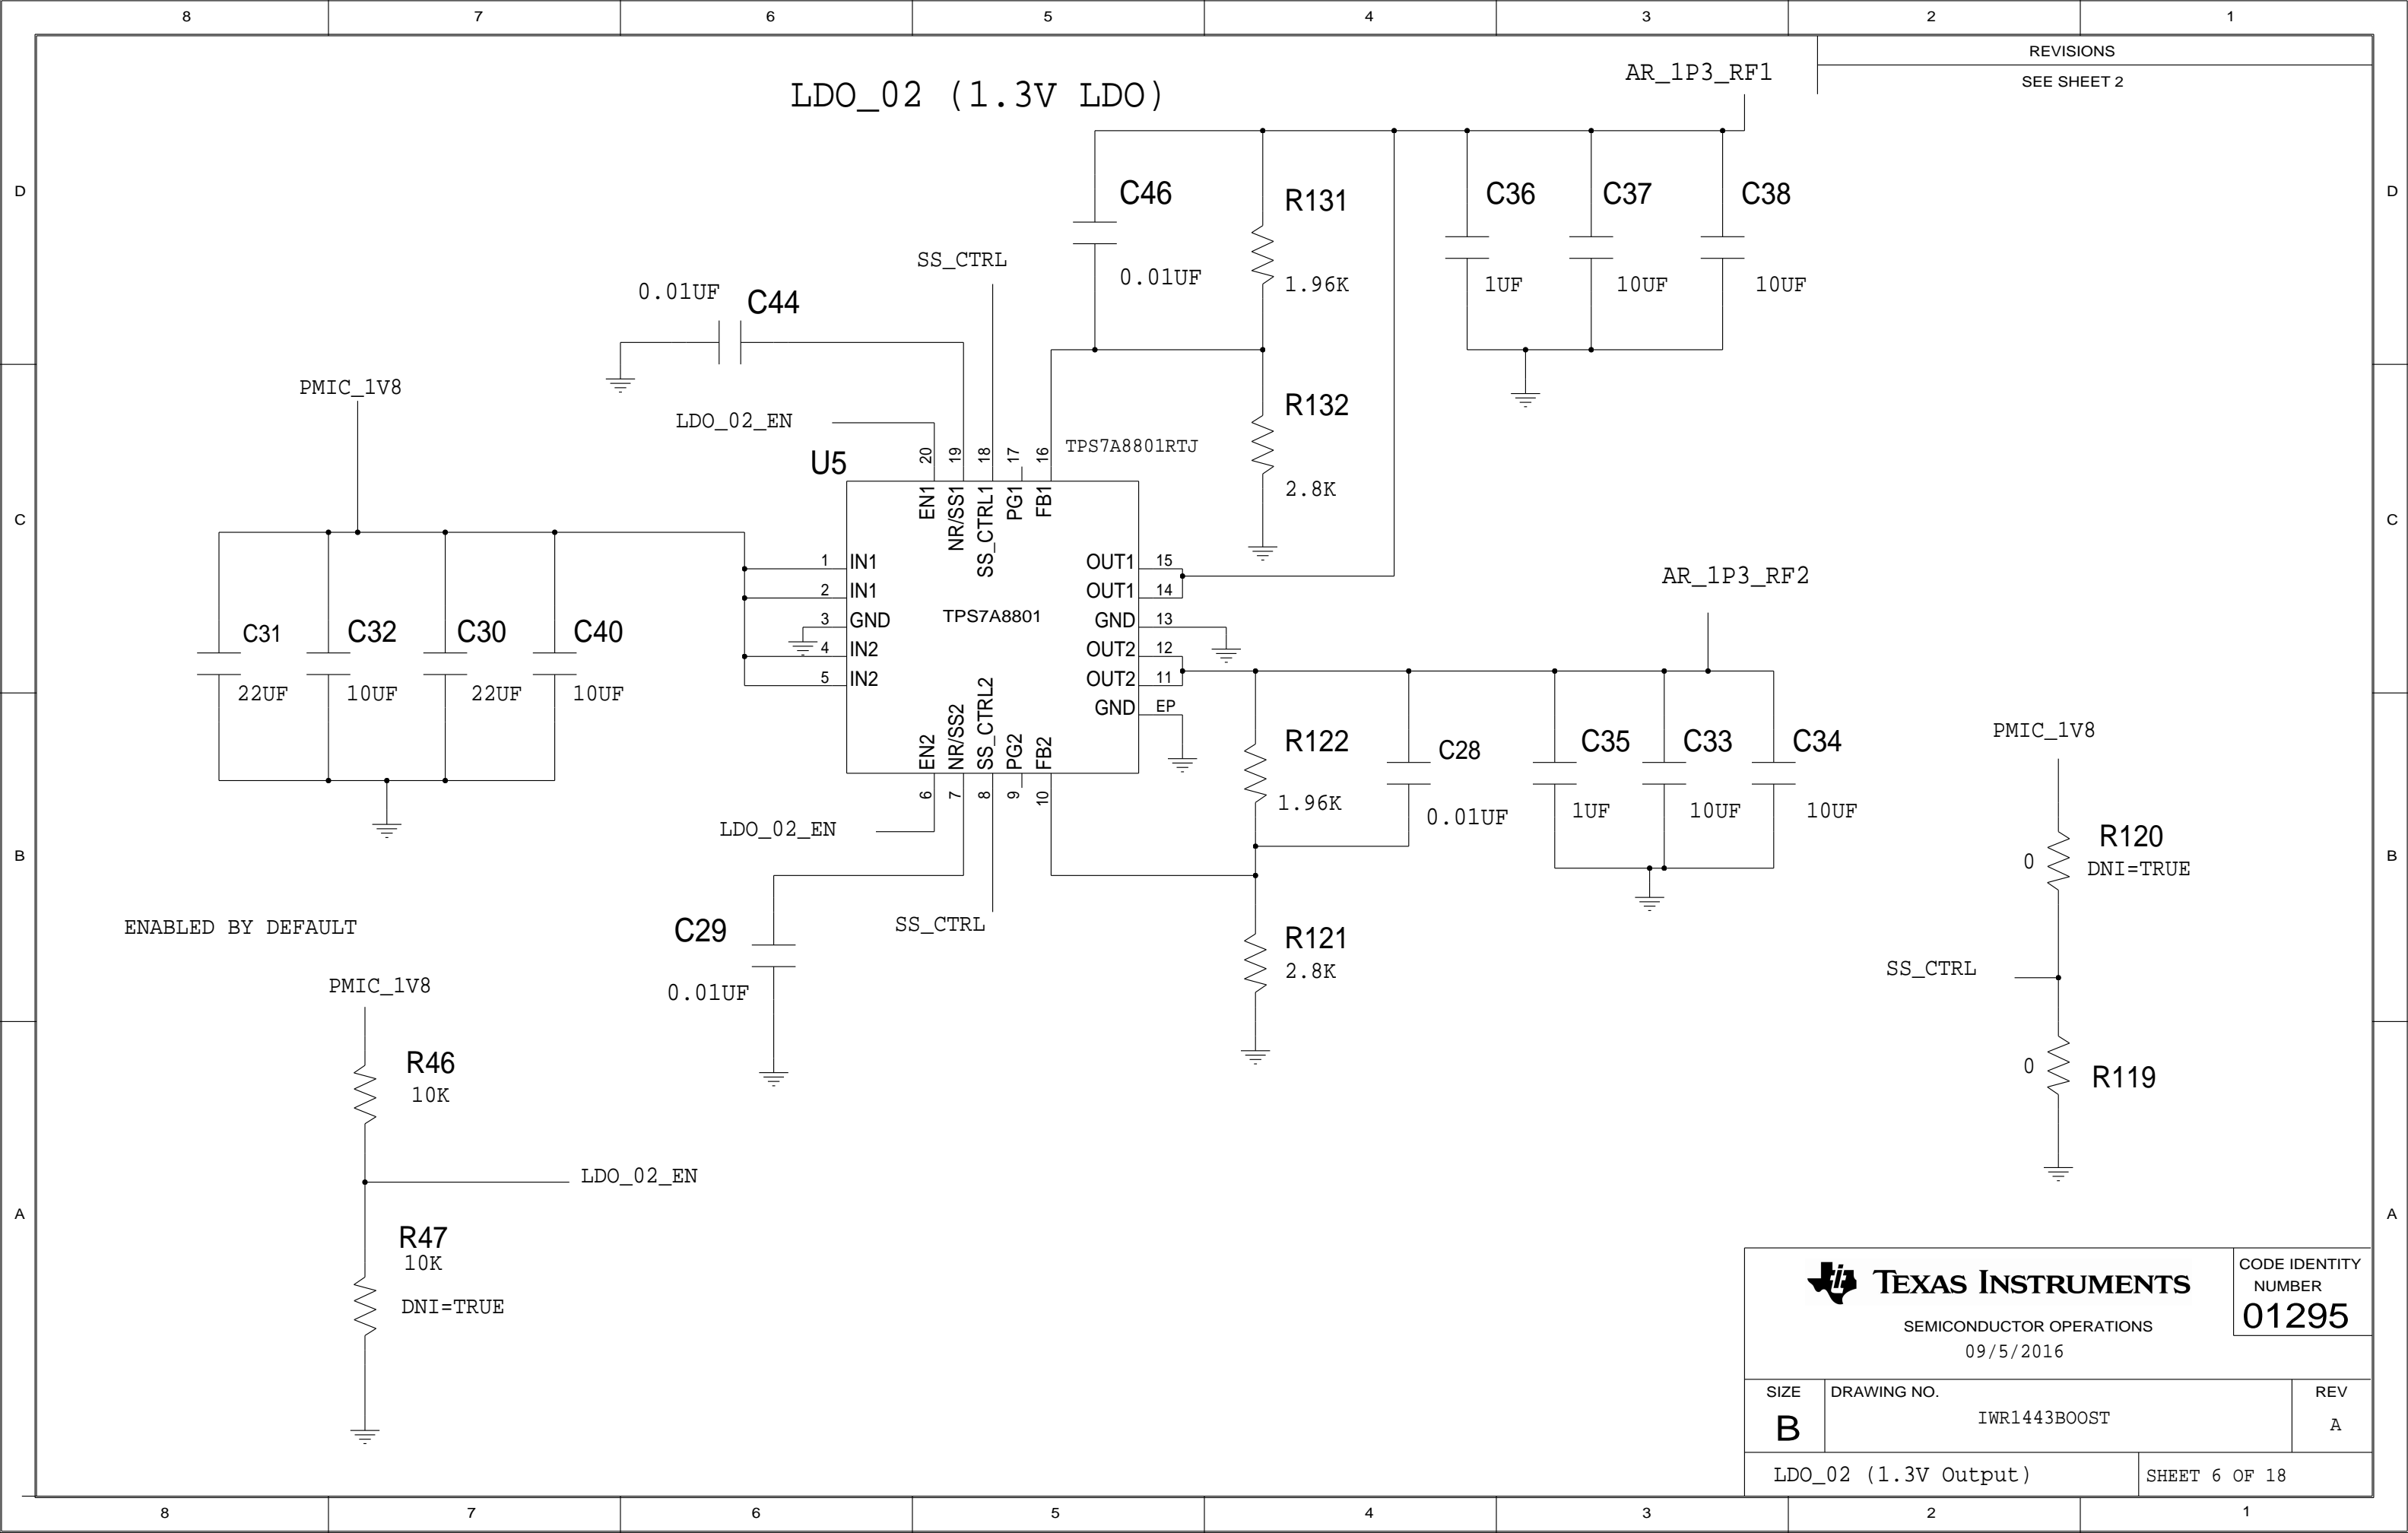 8 7 6 5 4 3 2 1
REVISIONS
SEE SHEET 2
LDO_02 (1.3V LDO)
AR_1P3_RF1
D
D
C46
0.01UF
R131
1.96K
C36
1UF
C37
10UF
C38
10UF
SS_CTRL
0.01UF
C44
PMIC_1V8
LDO_02_EN
R132
2.8K
TPS7A8801RTJ
U5
20 19 18 17 16
EN1 NR/SS1 SS_CTRL1 PG1 FB1
C
C
1 IN1
2 IN1
3 GND
4 IN2
5 IN2
TPS7A8801
OUT1 15
OUT1 14
GND 13
OUT2 12
OUT2 11
GND EP
EN2 NR/SS2 SS_CTRL2 PG2 FB2
6 7 8 9 10
AR_1P3_RF2
C31
22UF
C32
10UF
C30
22UF
C40
10UF
R122
1.96K
C28
0.01UF
C35
1UF
C33
10UF
C34
10UF
PMIC_1V8
R120
0
DNI=TRUE
LDO_02_EN
B
B
ENABLED BY DEFAULT
C29
0.01UF
SS_CTRL
R121
2.8K
SS_CTRL
0
R119
PMIC_1V8
R46
10K
LDO_02_EN
R47
10K
DNI=TRUE
A
A
TEXAS INSTRUMENTS
SEMICONDUCTOR OPERATIONS
09/5/2016
CODE IDENTITY
NUMBER
01295
SIZE
B
DRAWING NO.
IWR1443BOOST
REV
A
LDO_02 (1.3V Output)
SHEET 6 OF 18
8 7 6 5 4 3 2 1